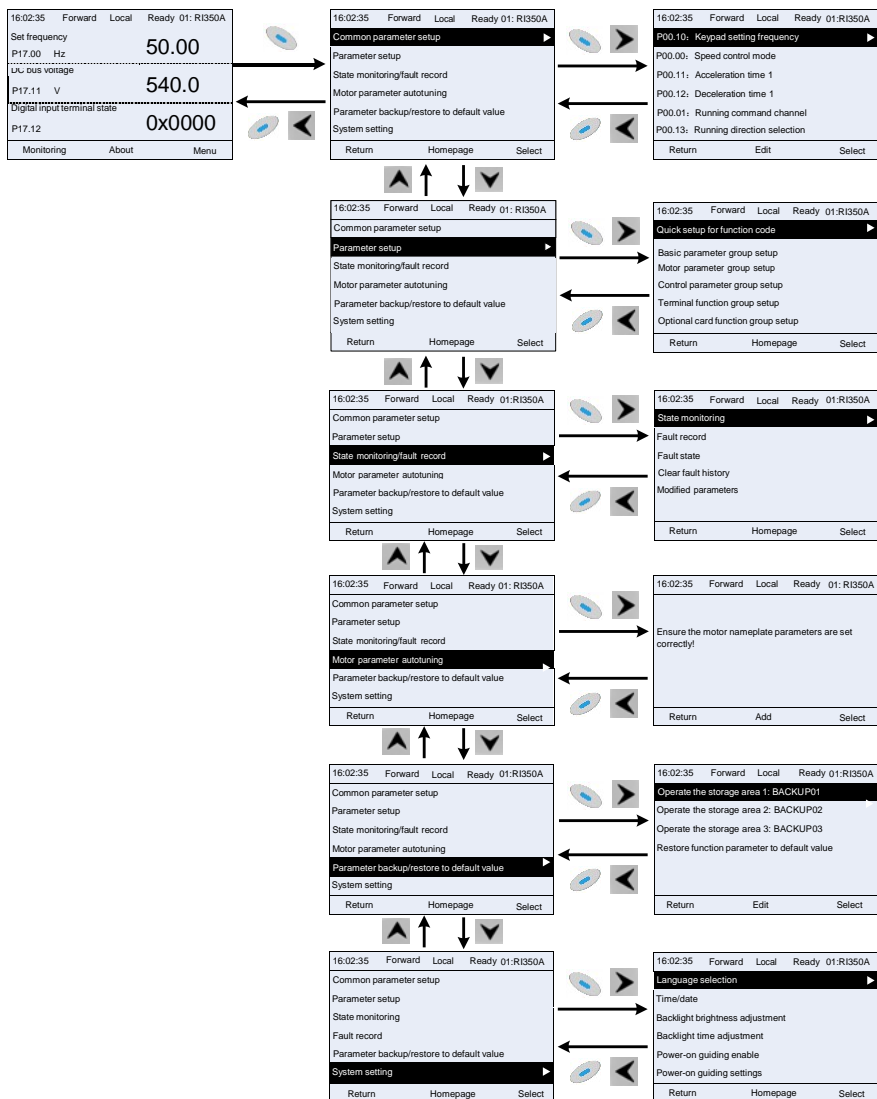 16:02:35 Forward Local Ready 01: RI350A
Set frequency
P17.00 Hz 50.00
DC bus voltage
P17.11 V 540.0
Digital input terminal state
P17.12 0x0000
Monitoring About Menu
16:02:35 Forward Local Ready 01: RI350A
Common parameter setup
Parameter setup
State monitoring/fault record
Motor parameter autotuning
Parameter backup/restore to default value
System setting
Return Homepage Select
16:02:35 Forward Local Ready 01: RI350A
P00.10: Keypad setting frequency
P00.00: Speed control mode
P00.11: Acceleration time 1
P00.12: Deceleration time 1
P00.01: Running command channel
P00.13: Running direction selection
Return Edit Select
16:02:35 Forward Local Ready 01: RI350A
Common parameter setup
Parameter setup
State monitoring/fault record
Motor parameter autotuning
Parameter backup/restore to default value
System setting
Return Homepage Select
16:02:35 Forward Local Ready 01:RI350A
Quick setup for function code
Basic parameter group setup
Motor parameter group setup
Control parameter group setup
Terminal function group setup
Optional card function group setup
Return Homepage Select
16:02:35 Forward Local Ready 01:RI350A
Common parameter setup
Parameter setup
State monitoring/fault record
Motor parameter autotuning
Parameter backup/restore to default value
System setting
Return Homepage Select
16:02:35 Forward Local Ready 01:RI350A
State monitoring
Fault record
Fault state
Clear fault history
Modified parameters
Return Homepage Select
16:02:35 Forward Local Ready 01: RI350A
Common parameter setup
Parameter setup
State monitoring/fault record
Motor parameter autotuning
Parameter backup/restore to default value
System setting
Return Homepage Select
16:02:35 Forward Local Ready 01: RI350A
Ensure the motor nameplate parameters are set
correctly!
Return Add Select
16:02:35 Forward Local Ready 01:RI350A
Common parameter setup
Parameter setup
State monitoring/fault record
Motor parameter autotuning
Parameter backup/restore to default value
System setting
Return Homepage Select
16:02:35 Forward Local Ready 01:RI350A
Operate the storage area 1: BACKUP01
Operate the storage area 2: BACKUP02
Operate the storage area 3: BACKUP03
Restore function parameter to default value
Return Edit Select
16:02:35 Forward Local Ready 01:RI350A
Common parameter setup
Parameter setup
State monitoring
Fault record
Parameter backup/restore to default value
System setting
Return Homepage Select
16:02:35 Forward Local Ready 01:RI350A
Language selection
Time/date
Backlight brightness adjustment
Backlight time adjustment
Power-on guiding enable
Power-on guiding settings
Return Homepage Select